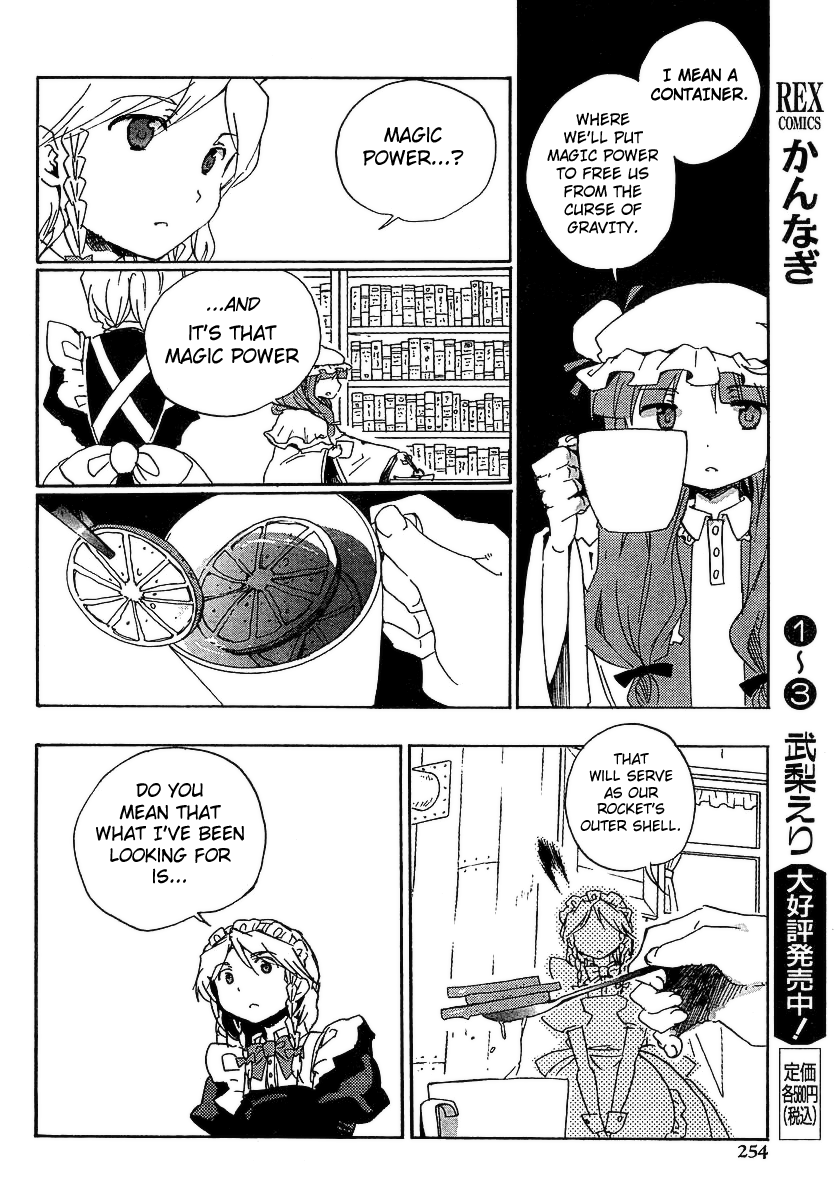 I MEAN A
CONTAINER.
WHERE
WE'LL PUT
MAGIC POWER
TO FREE US
FROM THE
CURSE OF
GRAVITY.
MAGIC
POWER...?
...AND
IT'S THAT
MAGIC POWER
THAT
WILL SERVE
AS OUR
ROCKET'S
OUTER SHELL.
DO YOU
MEAN THAT
WHAT I'VE BEEN
LOOKING FOR
IS...
REX
COMICS
かんなぎ
①～③
武梨えり
大好評発売中！
定価
各580円
(税込)
254